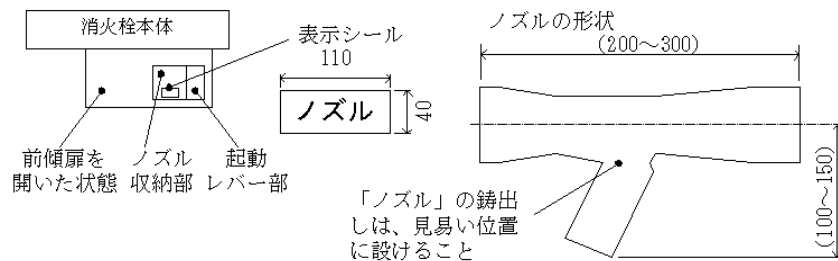 消火栓本体
表示シール
110
ノズル
40
前傾扉を
開いた状態
ノズル
収納部
起動
レバー部
ノズルの形状
(200～300)
「ノズル」の鋳出
しは、見易い位置
に設けること
(100～150)